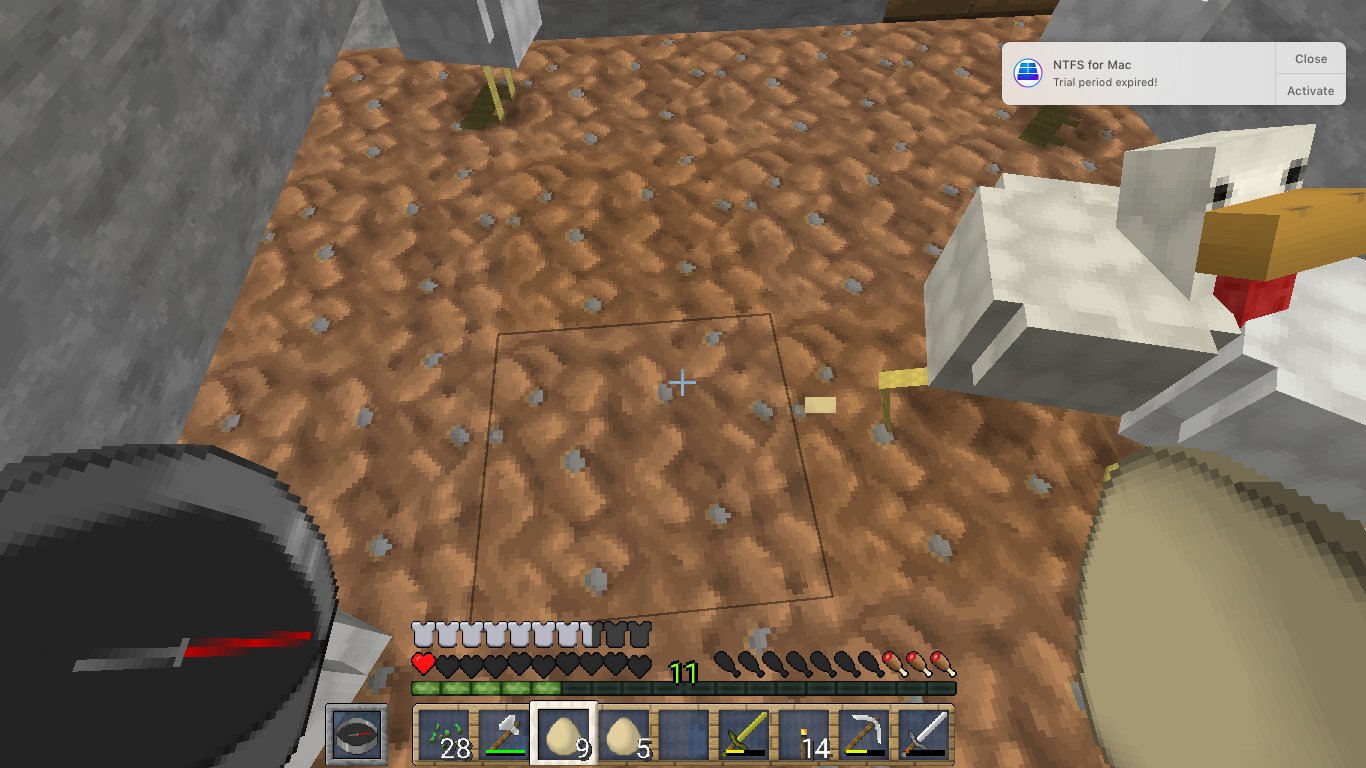 NTFS for Mac
Trial period expired!
Close
Activate
11
28
9
5
14